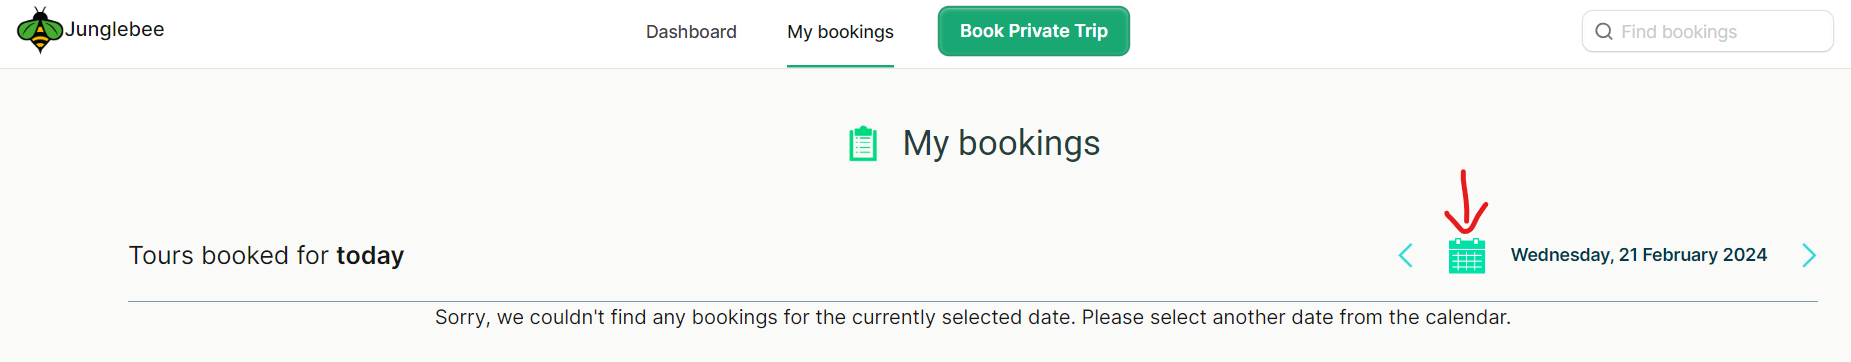 Junglebee
Dashboard
My bookings
Book Private Trip
Find bookings
My bookings
Tours booked for today
Wednesday, 21 February 2024
Sorry, we couldn't find any bookings for the currently selected date. Please select another date from the calendar.